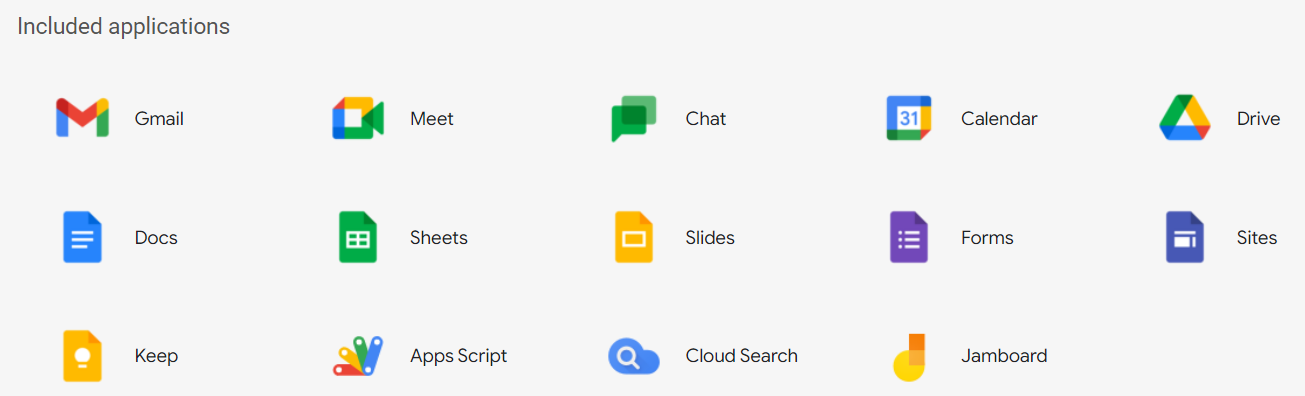 Included applications
Gmail Meet Chat 31 Calendar Drive
Docs Sheets Slides Forms Sites
Keep Apps Script Cloud Search Jamboard